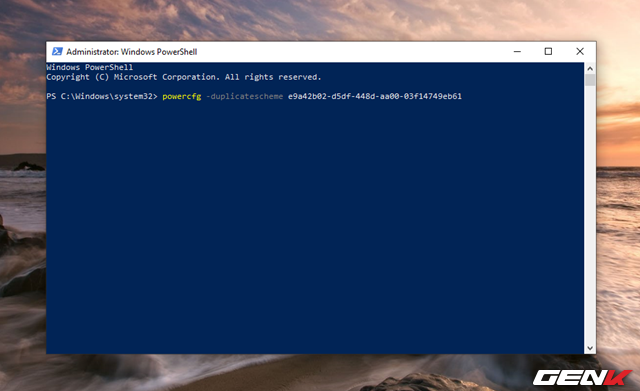 Administrator: Windows PowerShell
Windows PowerShell
Copyright (C) Microsoft Corporation. All rights reserved.
PS C:\Windows\system32> powercfg -duplicatescheme e9a42b02-d5df-448d-aa00-03f14749eb61
GENK